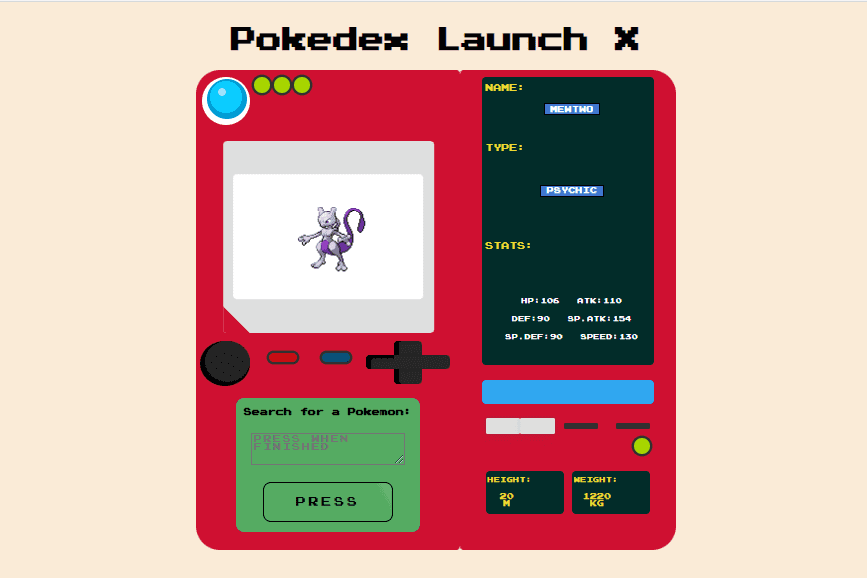 Pokedex Launch X
NAME:
MEWTWO
TYPE:
PSYCHIC
STATS:
HP:106 ATK:110
DEF:90 SP.ATK:154
SP.DEF:90 SPEED:130
Search for a Pokemon:
PRESS WHEN
FINISHED
PRESS
HEIGHT:
20
M
WEIGHT:
1220
KG